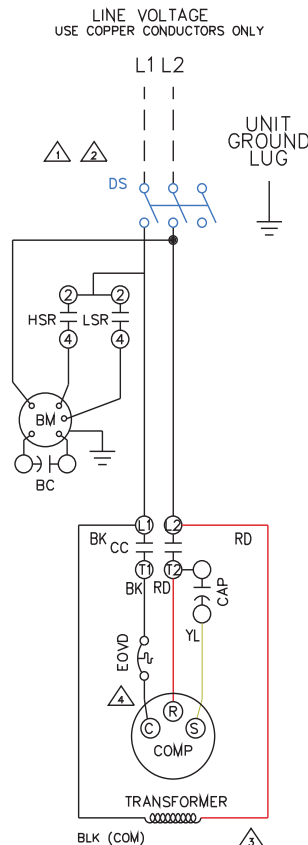 LINE VOLTAGE
USE COPPER CONDUCTORS ONLY
L1 L2
UNIT
GROUND
LUG
1 2
DS
2 2
HSR LSR
4 4
BM
BC
L1 L2
BK CC RD
T1 T2
BK RD CAP
YL
EOVD
4
R
C S
COMP
TRANSFORMER
BLK (COM)
3